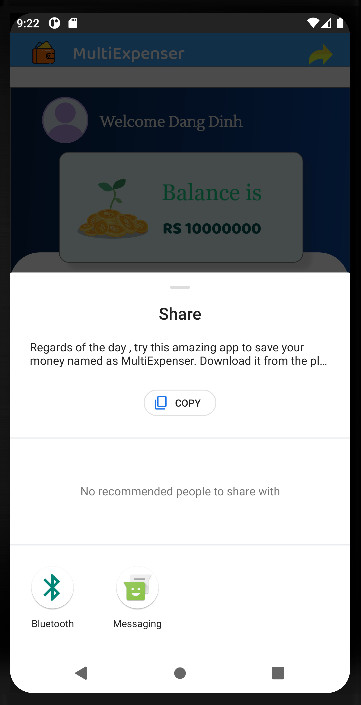 9:22
MultiExpenser
Welcome Dang Dinh
Balance is
RS 10000000
Share
Regards of the day , try this amazing app to save your
money named as MultiExpenser. Download it from the pl…
COPY
No recommended people to share with
Bluetooth
Messaging